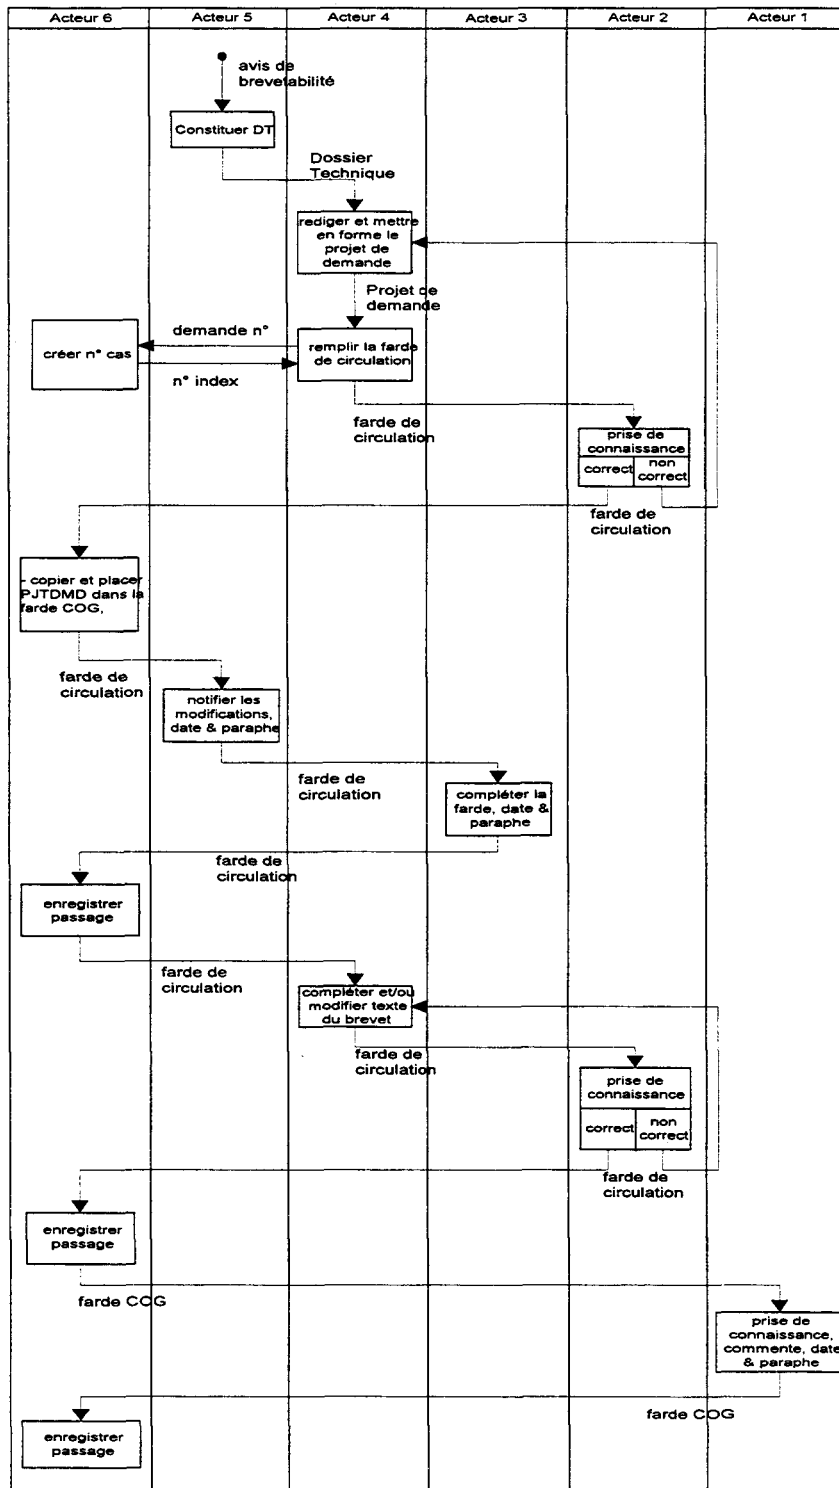 Acteur 6 Acteur 5 Acteur 4 Acteur 3 Acteur 2 Acteur 1
avis de
brevetabilité
Constituer DT
Dossier
Technique
rediger et mettre
en forme le
projet de
demande
Projet de
demande
demande n°
créer n° cas
remplir la farde
de circulation
n° index
farde de
circulation
prise de
connaissance
correct
non
correct
farde de
circulation
- copier et placer
PJTDMD dans la
farde COG,
farde de
circulation
notifier les
modifications,
date & paraphe
farde de
circulation
compléter la
farde, date &
paraphe
farde de
circulation
enregistrer
passage
farde de
circulation
compléter et/ou
modifier texte
du brevet
farde de
circulation
prise de
connaissance
correct
non
correct
farde de
circulation
enregistrer
passage
farde COG
prise de
connaissance,
commente, date
& paraphe
farde COG
enregistrer
passage